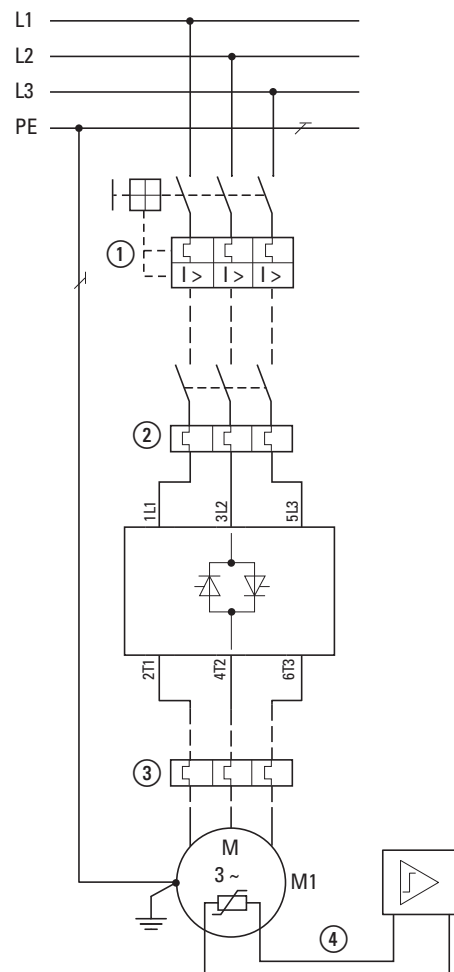 L1
L2
L3
PE
1
I > I > I >
2
1L1 3L2 5L3
2T1 4T2 6T3
3
M
3 ~
M1
4